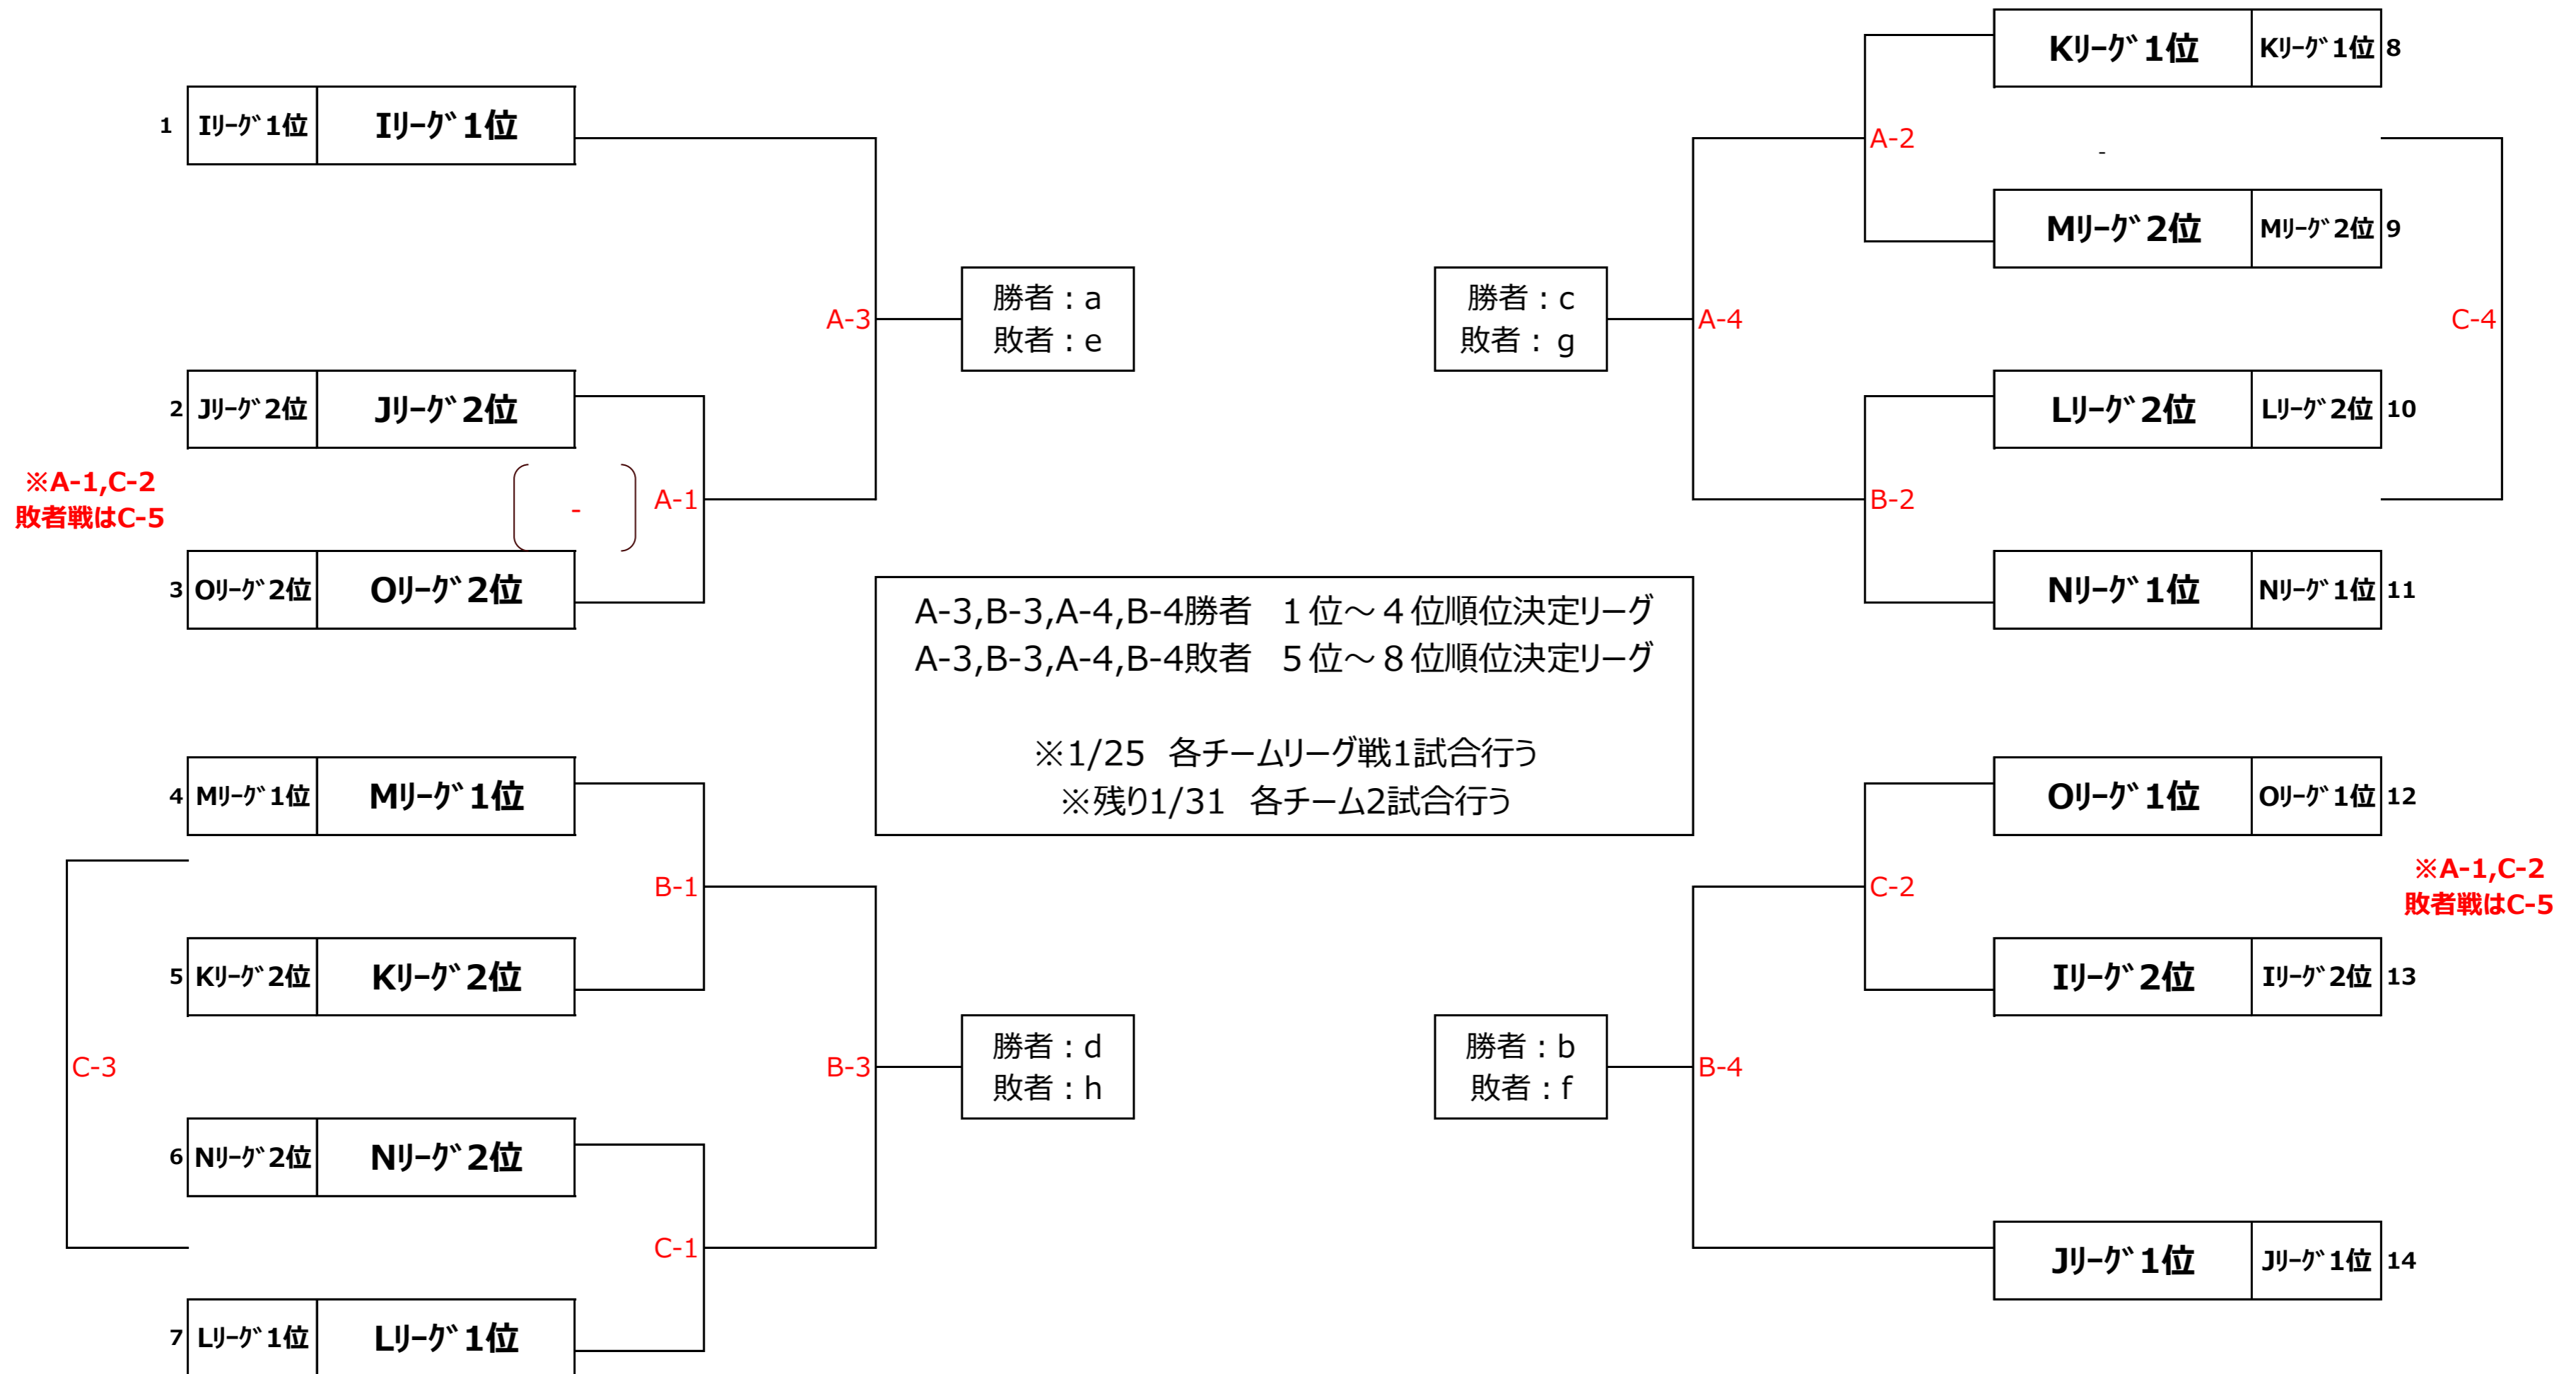 1 Iﾘｰｸﾞ1位 Iﾘｰｸﾞ1位
2 Jﾘｰｸﾞ2位 Jﾘｰｸﾞ2位
※A-1,C-2
敗者戦はC-5
-
A-1
3 Oﾘｰｸﾞ2位 Oﾘｰｸﾞ2位
A-3
勝者：a
敗者：e
4 Mﾘｰｸﾞ1位 Mﾘｰｸﾞ1位
B-1
5 Kﾘｰｸﾞ2位 Kﾘｰｸﾞ2位
C-3
6 Nﾘｰｸﾞ2位 Nﾘｰｸﾞ2位
C-1
7 Lﾘｰｸﾞ1位 Lﾘｰｸﾞ1位
B-3
勝者：d
敗者：h
A-3,B-3,A-4,B-4勝者　１位～４位順位決定リーグ
A-3,B-3,A-4,B-4敗者　５位～８位順位決定リーグ
※1/25　各チームリーグ戦1試合行う
※残り1/31　各チーム2試合行う
Kﾘｰｸﾞ1位 Kﾘｰｸﾞ1位 8
A-2
-
Mﾘｰｸﾞ2位 Mﾘｰｸﾞ2位 9
勝者：c
敗者：g
A-4
C-4
Lﾘｰｸﾞ2位 Lﾘｰｸﾞ2位 10
B-2
Nﾘｰｸﾞ1位 Nﾘｰｸﾞ1位 11
Oﾘｰｸﾞ1位 Oﾘｰｸﾞ1位 12
C-2
※A-1,C-2
敗者戦はC-5
Iﾘｰｸﾞ2位 Iﾘｰｸﾞ2位 13
勝者：b
敗者：f
B-4
Jﾘｰｸﾞ1位 Jﾘｰｸﾞ1位 14